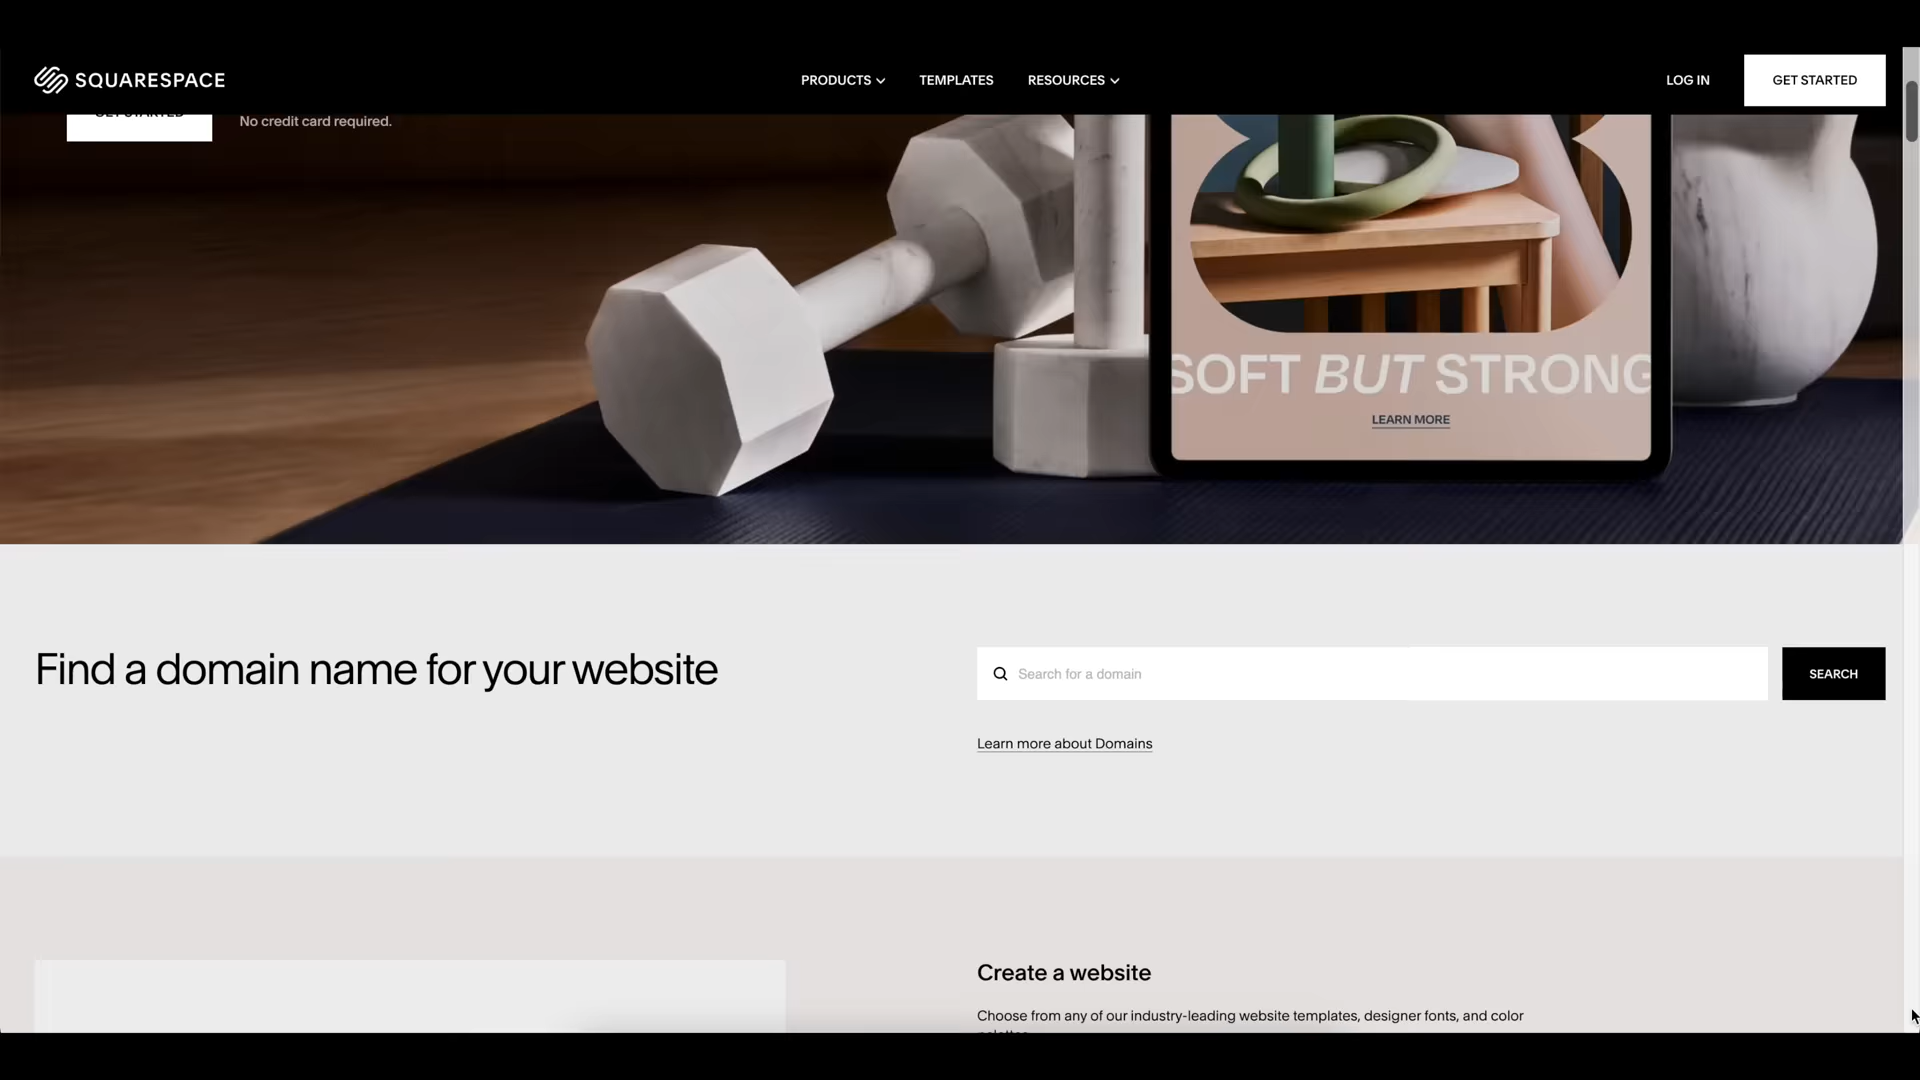 SQUARESPACE
PRODUCTS
TEMPLATES
RESOURCES
LOG IN
GET STARTED
No credit card required.
SOFT BUT STRONG
LEARN MORE
Find a domain name for your website
Search for a domain
SEARCH
Learn more about Domains
Create a website
Choose from any of our industry-leading website templates, designer fonts, and color